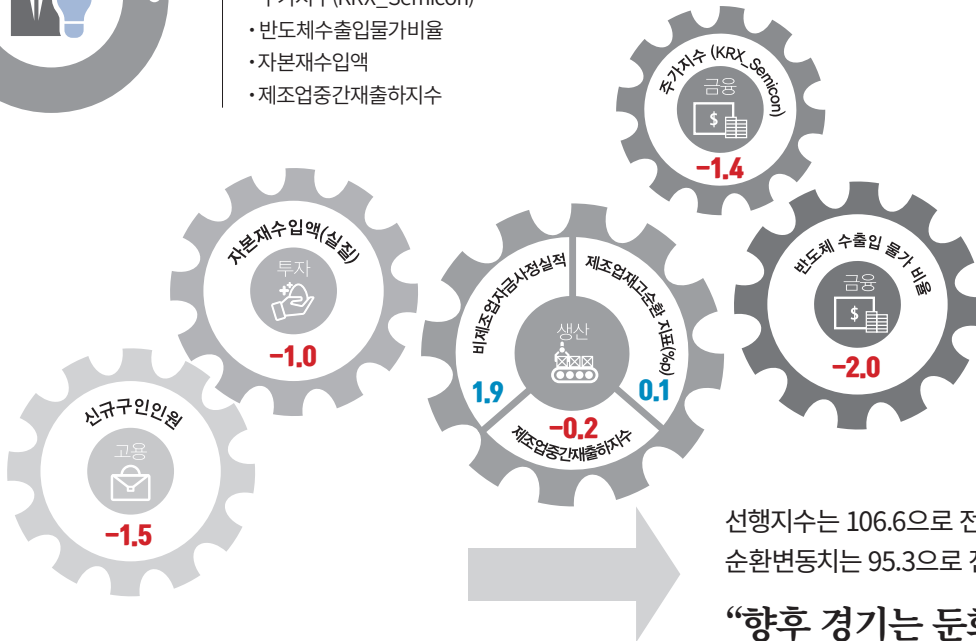 • 반도체수출입물가비율
• 자본재수입액
• 제조업중간재출하지수
주가지수 (KRX_Semicon)
금융
$
-1.4
자본재수입액(실질)
투자
-1.0
비제조업자금사정실적
1.9
제조업재고순환 지표(%p)
0.1
생산
-0.2
제조업중간재출하지수
반도체 수출입 물가 비율
금융
$
-2.0
신규구인인원
고용
-1.5
선행지수는 106.6으로
순환변동치는 95.3으로
“향후 경기는